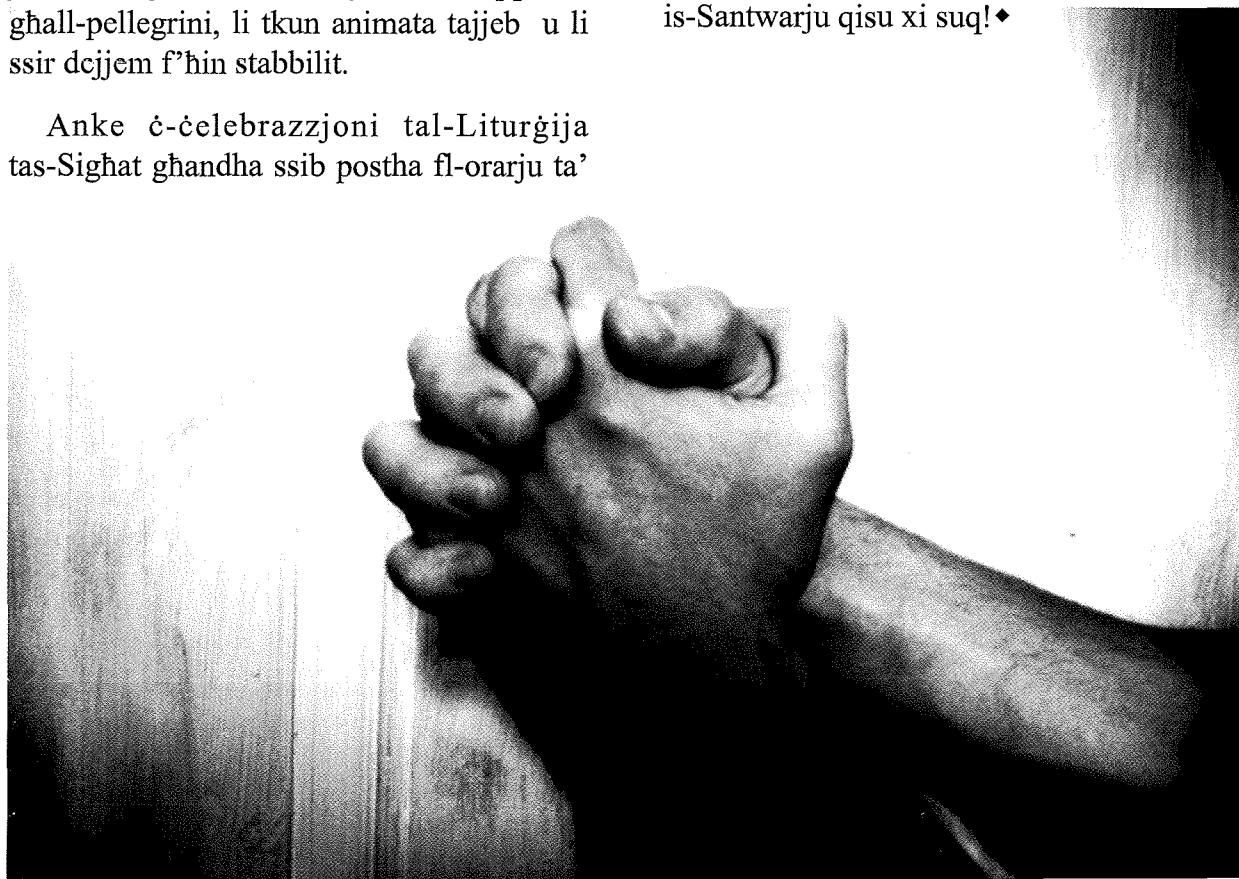 għall-pellegrini, li tkun animata tajjeb u li
ssir dejjem f’ħin stabbilit.
Anke ċ-ċelebrazzjoni tal-Liturġija
tas-Sigħat għandha ssib postha fl-orarju ta’
is-Santwarju qisu xi suq!◆